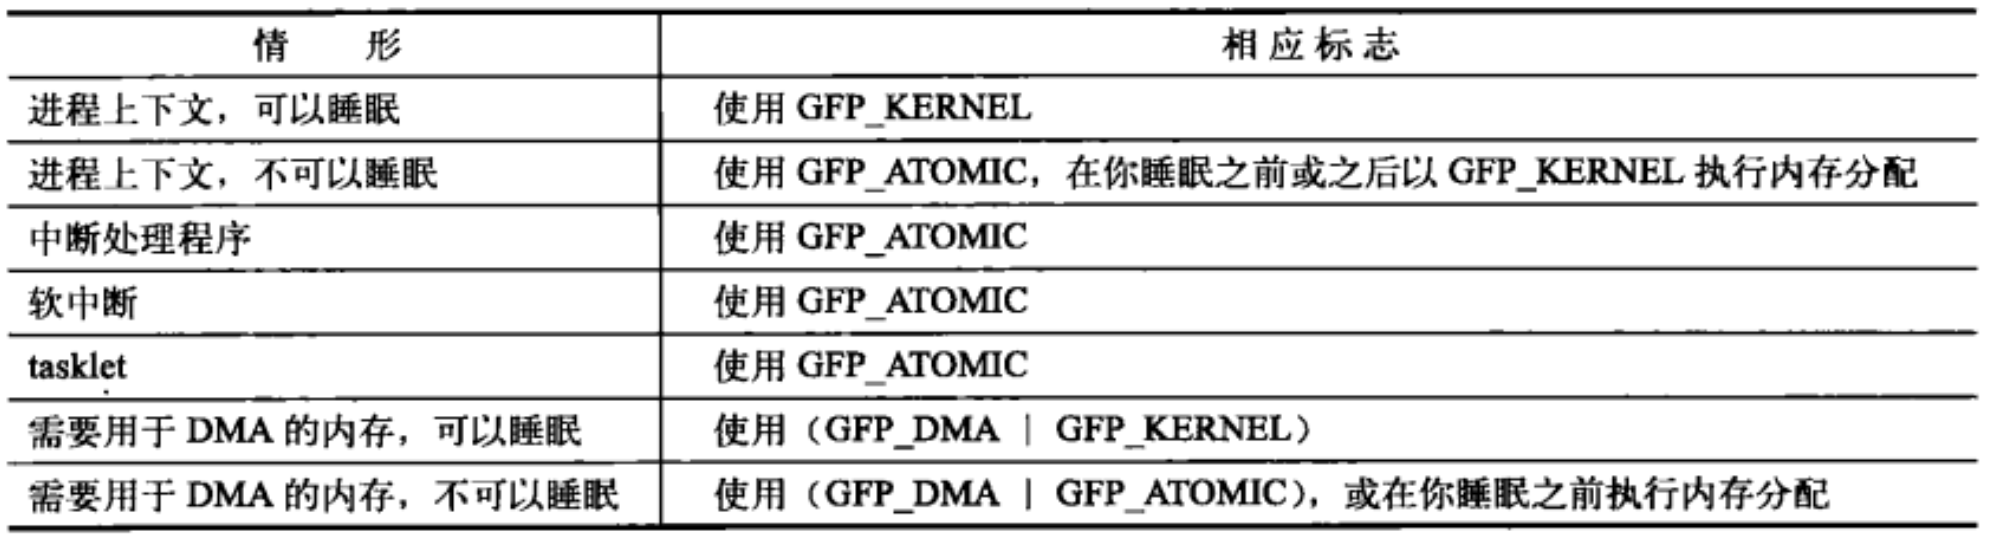 情 形 相应标志
进程上下文，可以睡眠 使用 GFP_KERNEL
进程上下文，不可以睡眠 使用 GFP_ATOMIC，在你睡眠之前或之后以 GFP_KERNEL 执行内存分配
中断处理程序 使用 GFP_ATOMIC
软中断 使用 GFP_ATOMIC
tasklet 使用 GFP_ATOMIC
需要用于 DMA 的内存，可以睡眠 使用（GFP_DMA | GFP_KERNEL）
需要用于 DMA 的内存，不可以睡眠 使用（GFP_DMA | GFP_ATOMIC），或在你睡眠之前执行内存分配